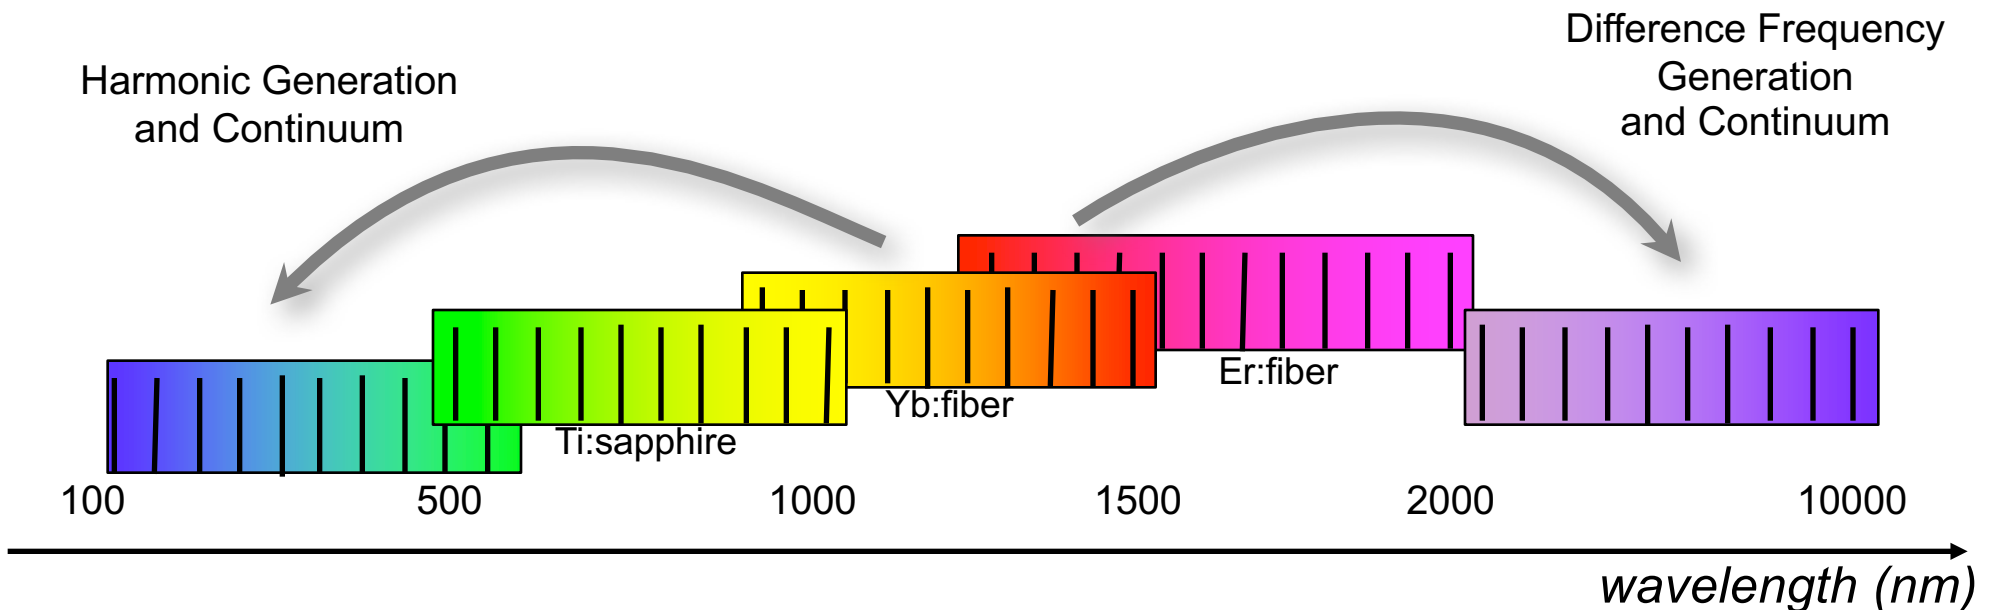 Harmonic Generation
and Continuum
Difference Frequency
Generation
and Continuum
Er:fiber
Yb:fiber
Ti:sapphire
100 500 1000 1500 2000 10000
wavelength (nm)